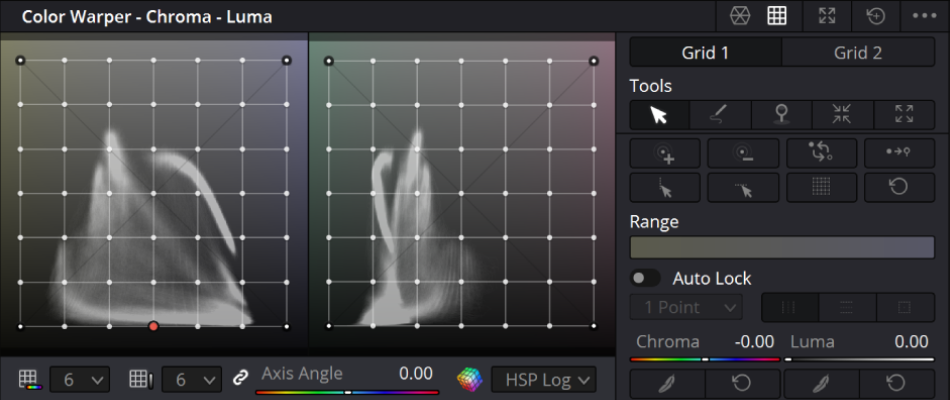 Color Warper - Chroma - Luma
Grid 1 Grid 2
Tools
Range
Auto Lock
1 Point
Chroma -0.00 Luma 0.00
6 6 Axis Angle 0.00 HSP Log